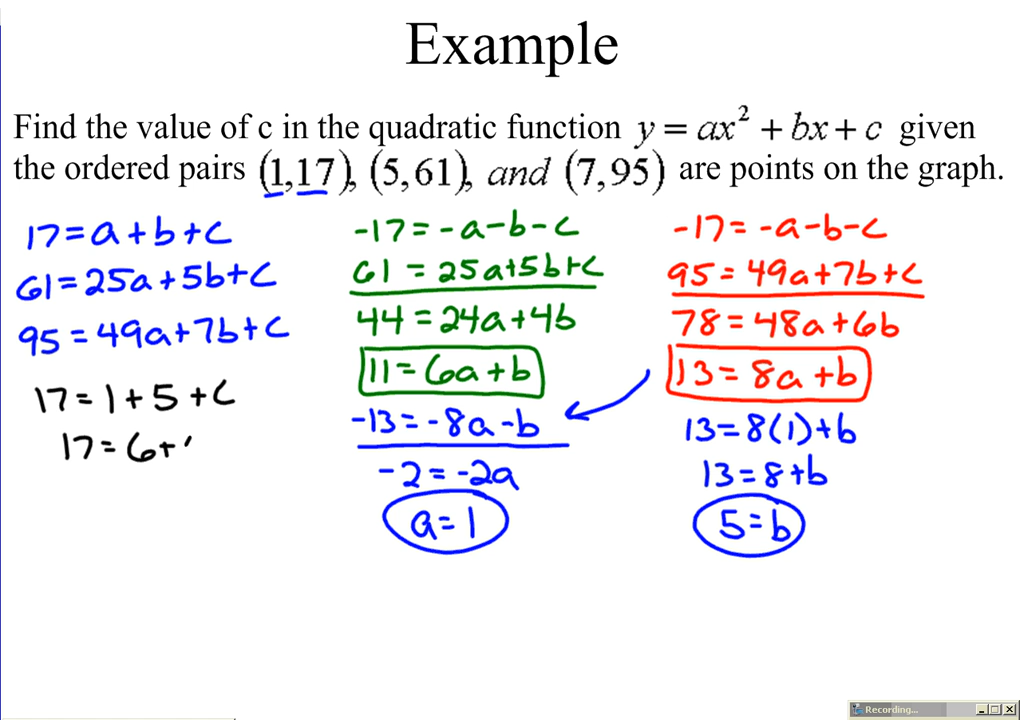 Example
Find the value of c in the quadratic function y = ax² + bx + c given
the ordered pairs (1,17), (5,61), and (7,95) are points on the graph.
17 = a + b + c
61 = 25a + 5b + c
95 = 49a + 7b + c
17 = 1 + 5 + c
17 = 6 +
-17 = -a - b - c
61 = 25a + 5b + c
44 = 24a + 4b
11 = 6a + b
-13 = -8a - b
-2 = -2a
a = 1
-17 = -a - b - c
95 = 49a + 7b + c
78 = 48a + 6b
13 = 8a + b
13 = 8(1) + b
13 = 8 + b
5 = b
Recording...